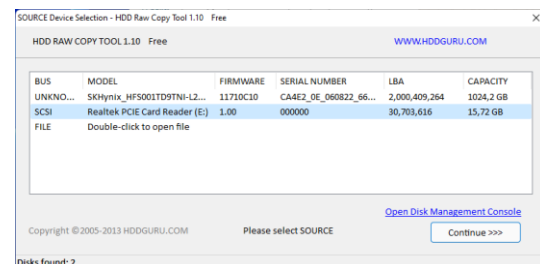 SOURCE Device Selection - HDD Raw Copy Tool 1.10 Free
HDD RAW COPY TOOL 1.10 Free WWW.HDDGURU.COM
BUS MODEL FIRMWARE SERIAL NUMBER LBA CAPACITY
UNKNO... SKHynix_HFS001TD9TNI-L2... 11710C10 CA4E2_0E_060822_66... 2,000,409,264 1024,2 GB
SCSI Realtek PCIE Card Reader (E:) 1.00 000000 30,703,616 15,72 GB
FILE Double-click to open file
Open Disk Management Console
Copyright ©2005-2013 HDDGURU.COM Please select SOURCE Continue >>>
Disks found: 2